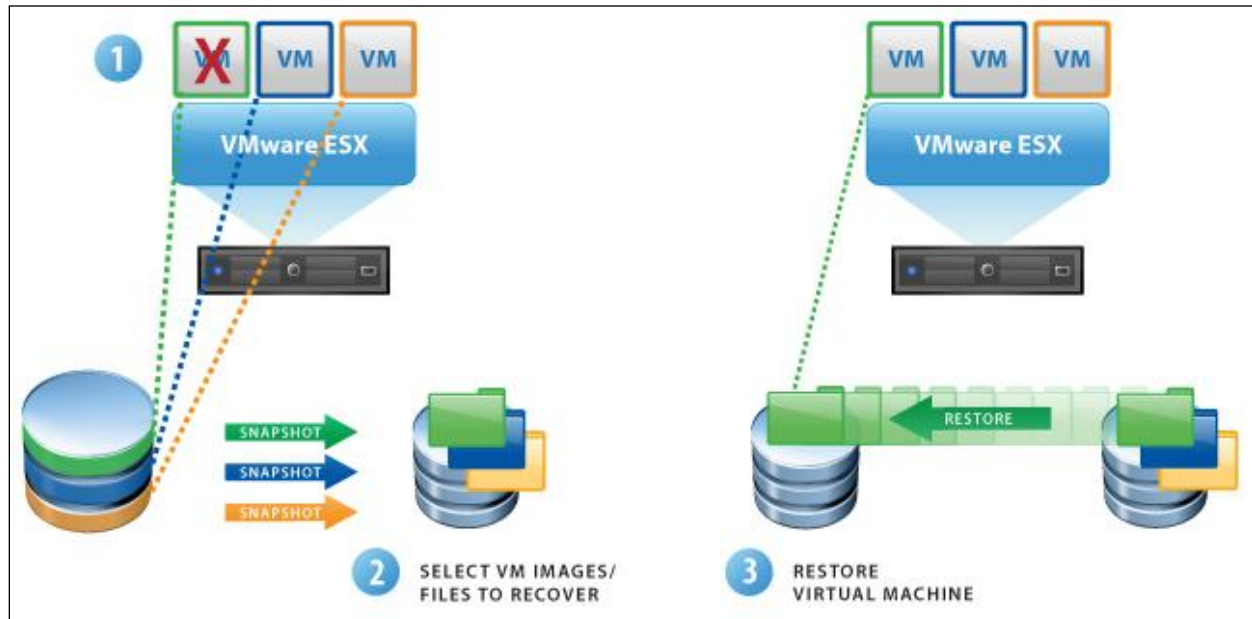 1
VM VM VM
VMware ESX
SNAPSHOT
SNAPSHOT
SNAPSHOT
2
SELECT VM IMAGES/
FILES TO RECOVER
VM VM VM
VMware ESX
RESTORE
3
RESTORE
VIRTUAL MACHINE